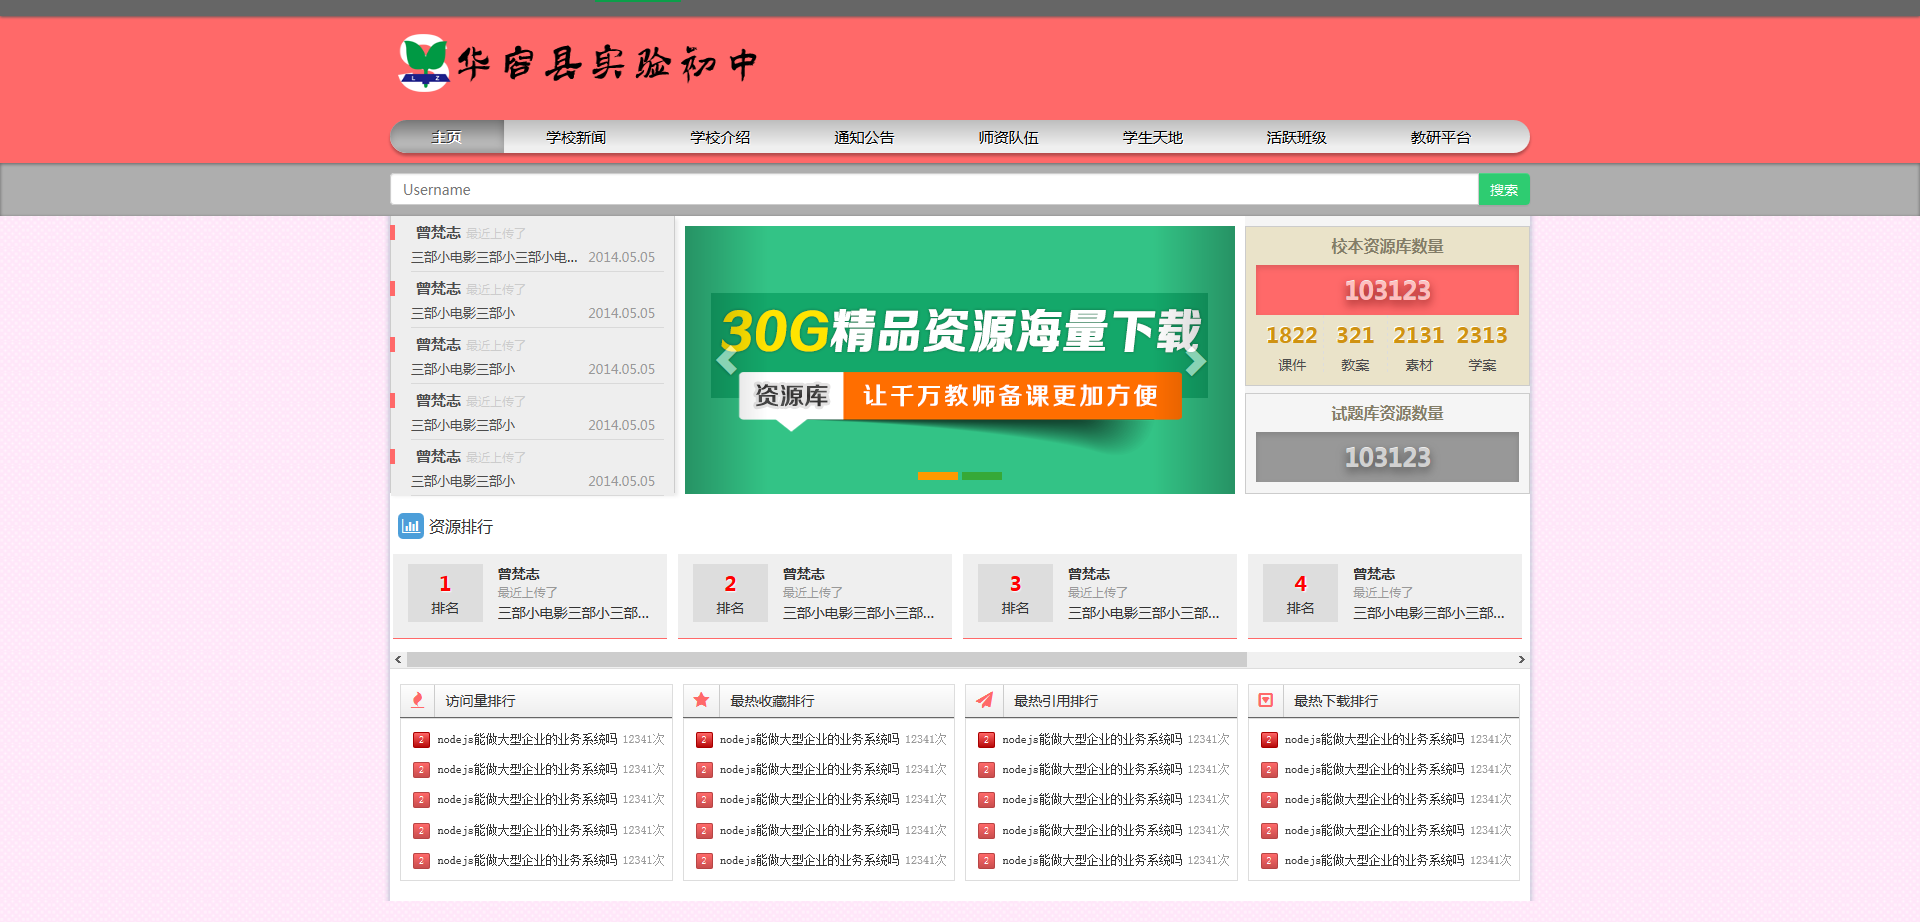 华容县实验初中
L Z
主页 学校新闻 学校介绍 通知公告 师资队伍 学生天地 活跃班级 教研平台
Username 搜索
曾梵志 最近上传了
三部小电影三部小三部小电... 2014.05.05
曾梵志 最近上传了
三部小电影三部小 2014.05.05
曾梵志 最近上传了
三部小电影三部小 2014.05.05
曾梵志 最近上传了
三部小电影三部小 2014.05.05
曾梵志 最近上传了
三部小电影三部小 2014.05.05
30G精品资源海量下载
资源库 让千万教师备课更加方便
校本资源库数量
103123
1822 321 2131 2313
课件 教案 素材 学案
试题库资源数量
103123
资源排行
1 排名
曾梵志
最近上传了
三部小电影三部小三部...
2 排名
曾梵志
最近上传了
三部小电影三部小三部...
3 排名
曾梵志
最近上传了
三部小电影三部小三部...
4 排名
曾梵志
最近上传了
三部小电影三部小三部...
访问量排行
2 nodejs能做大型企业的业务系统吗 12341次
2 nodejs能做大型企业的业务系统吗 12341次
2 nodejs能做大型企业的业务系统吗 12341次
2 nodejs能做大型企业的业务系统吗 12341次
2 nodejs能做大型企业的业务系统吗 12341次
最热收藏排行
2 nodejs能做大型企业的业务系统吗 12341次
2 nodejs能做大型企业的业务系统吗 12341次
2 nodejs能做大型企业的业务系统吗 12341次
2 nodejs能做大型企业的业务系统吗 12341次
2 nodejs能做大型企业的业务系统吗 12341次
最热引用排行
2 nodejs能做大型企业的业务系统吗 12341次
2 nodejs能做大型企业的业务系统吗 12341次
2 nodejs能做大型企业的业务系统吗 12341次
2 nodejs能做大型企业的业务系统吗 12341次
2 nodejs能做大型企业的业务系统吗 12341次
最热下载排行
2 nodejs能做大型企业的业务系统吗 12341次
2 nodejs能做大型企业的业务系统吗 12341次
2 nodejs能做大型企业的业务系统吗 12341次
2 nodejs能做大型企业的业务系统吗 12341次
2 nodejs能做大型企业的业务系统吗 12341次